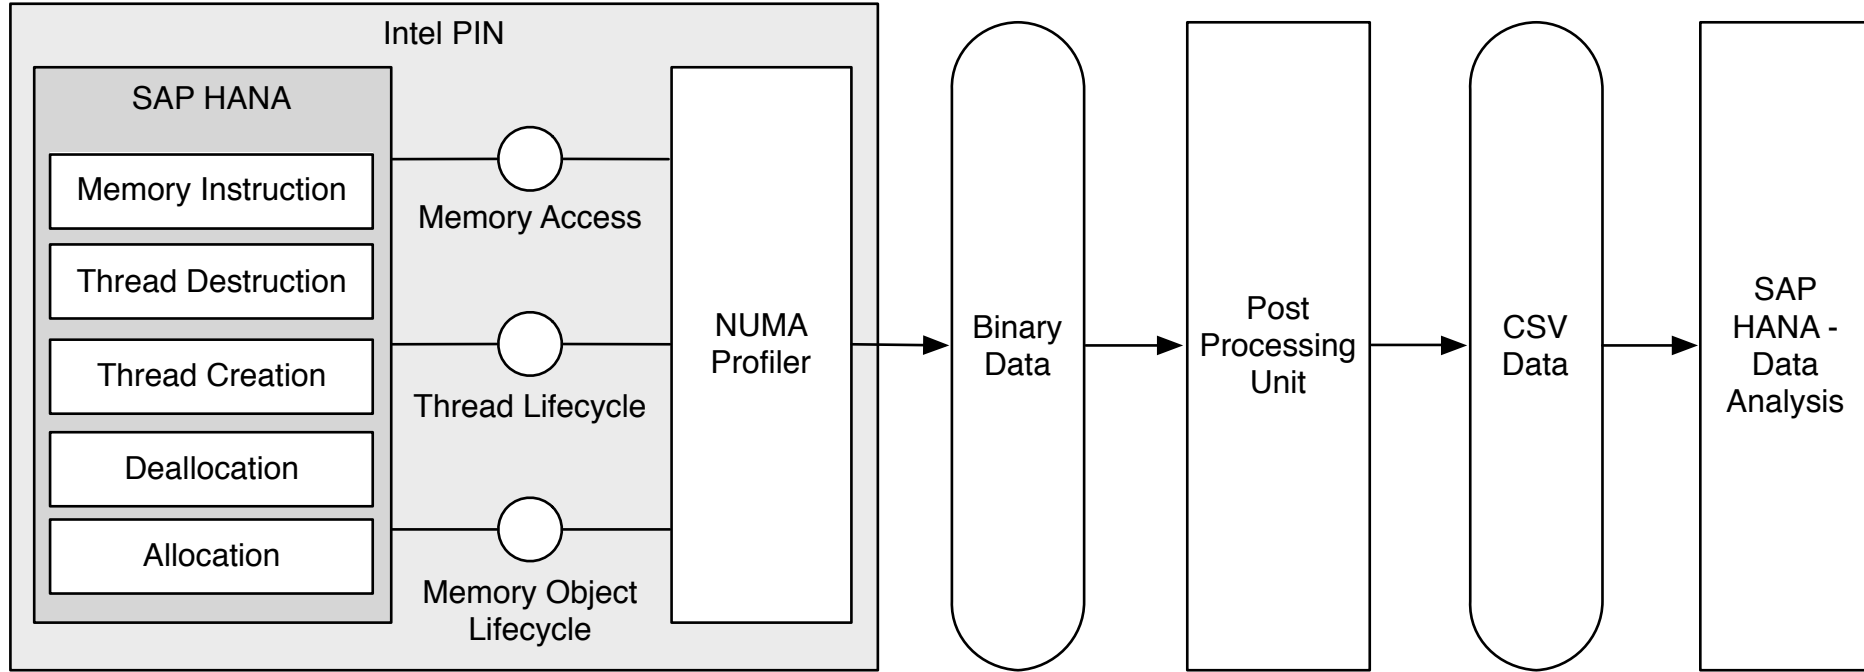 Intel PIN
SAP HANA
Memory Instruction
Thread Destruction
Thread Creation
Deallocation
Allocation
Memory Access
Thread Lifecycle
Memory Object
Lifecycle
NUMA
Profiler
Binary
Data
Post
Processing
Unit
CSV
Data
SAP
HANA -
Data
Analysis